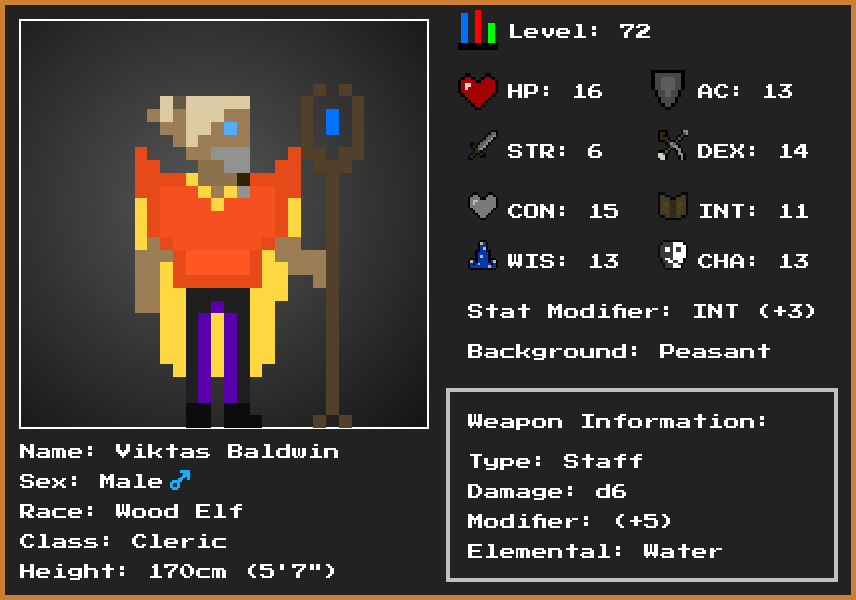 Level: 72
HP: 16
AC: 13
STR: 6
DEX: 14
CON: 15
INT: 11
WIS: 13
CHA: 13
Stat Modifier: INT (+3)
Background: Peasant
Weapon Information:
Type: Staff
Damage: d6
Modifier: (+5)
Elemental: Water
Name: Viktas Baldwin
Sex: Male ♂
Race: Wood Elf
Class: Cleric
Height: 170cm (5'7")